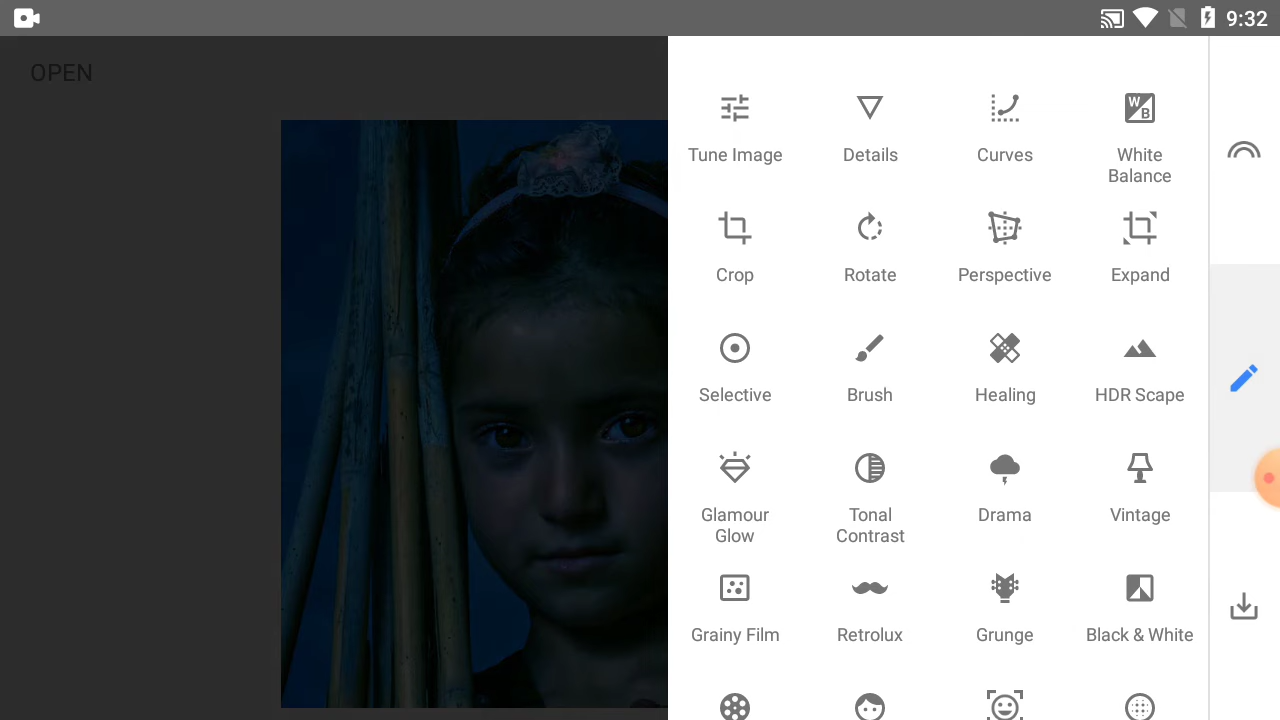 9:32
OPEN
Tune Image
Details
Curves
White
Balance
Crop
Rotate
Perspective
Expand
Selective
Brush
Healing
HDR Scape
Glamour
Glow
Tonal
Contrast
Drama
Vintage
Grainy Film
Retrolux
Grunge
Black & White